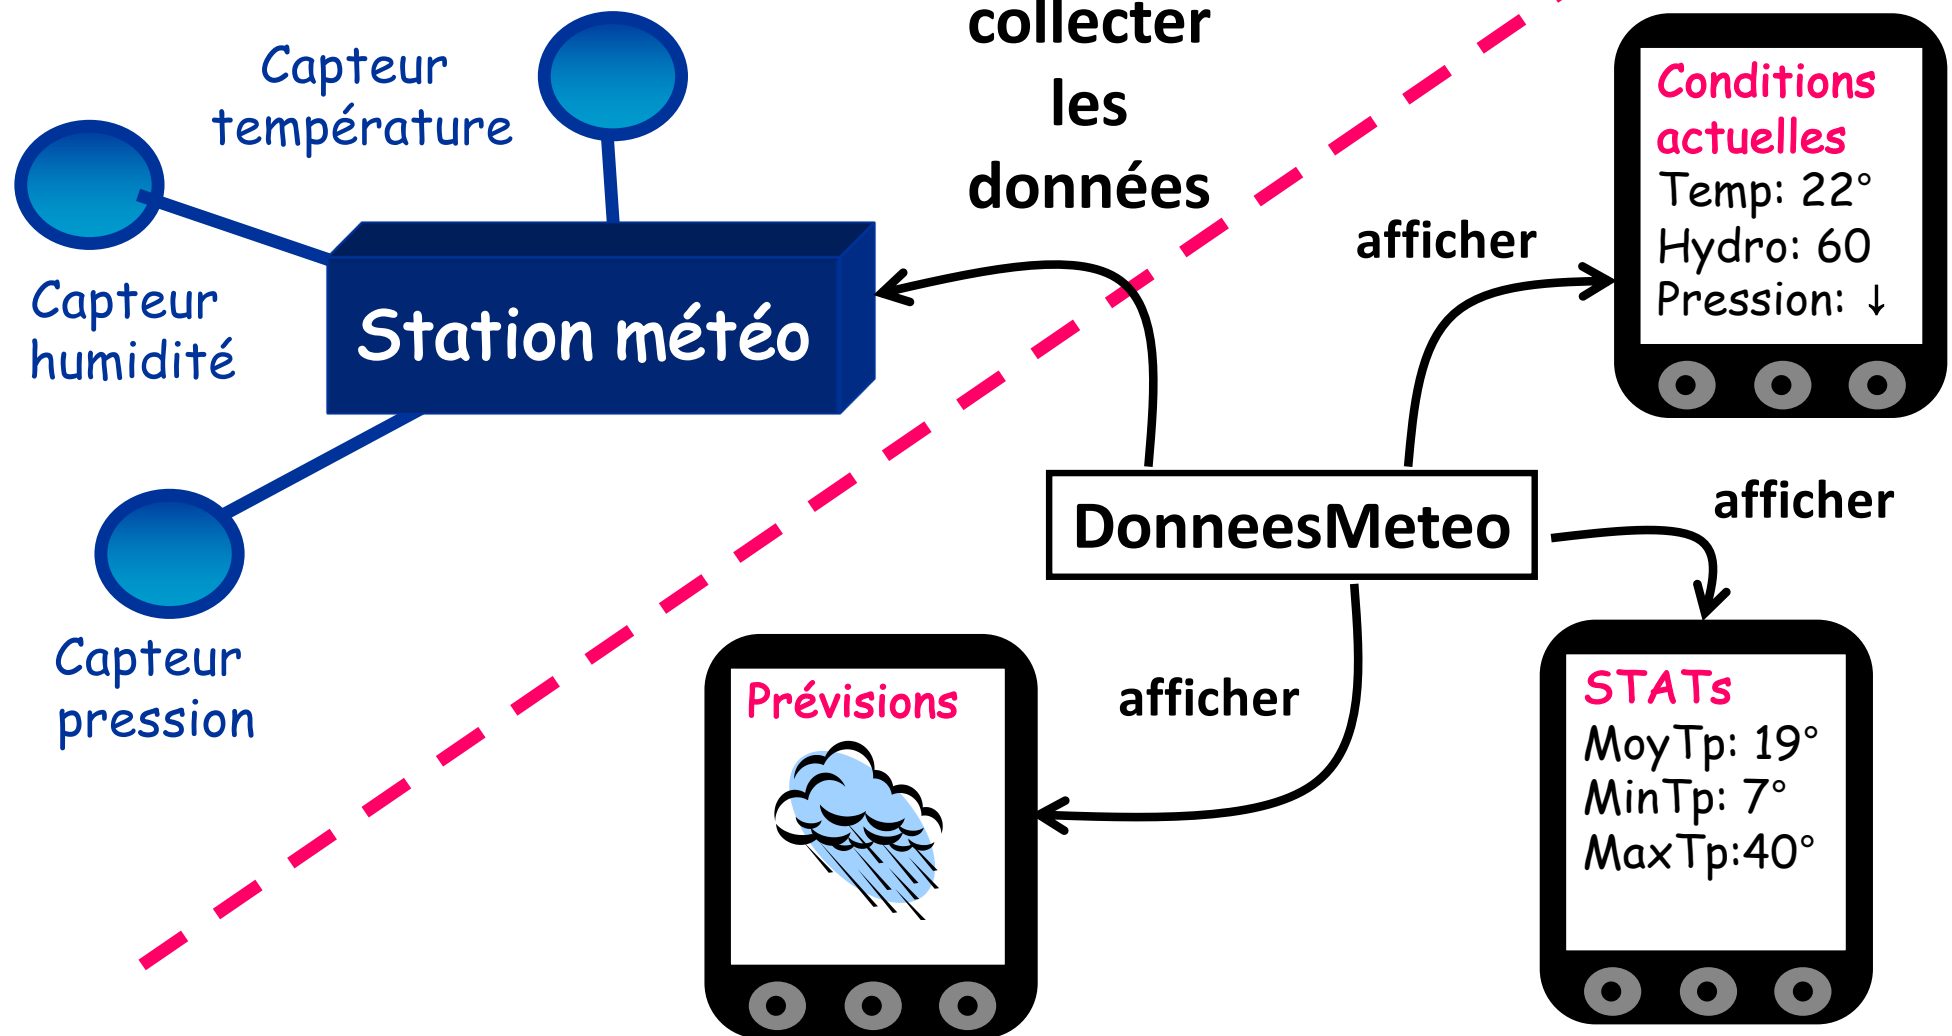 collecter
les
données
Capteur
température
Capteur
humidité
Station météo
Capteur
pression
afficher
Conditions
actuelles
Temp: 22°
Hydro: 60
Pression: ↓
DonneesMeteo
afficher
afficher
Prévisions
STATs
MoyTp: 19°
MinTp: 7°
MaxTp:40°